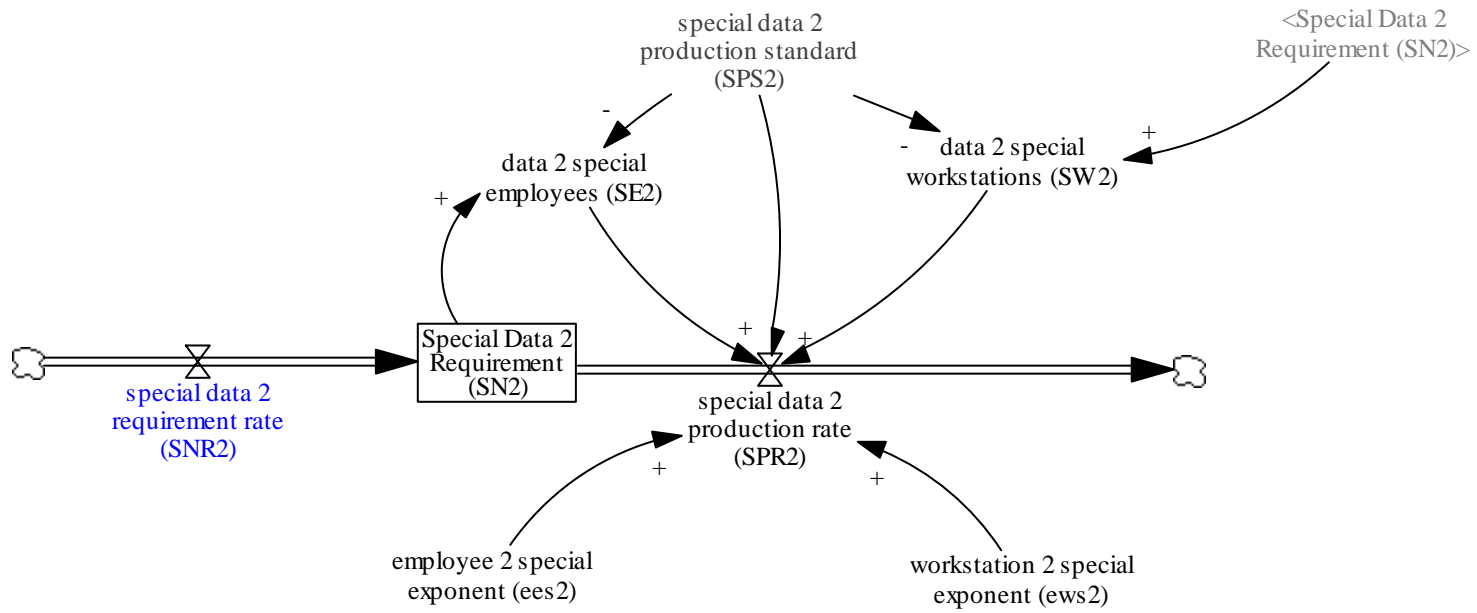 special data 2
production standard
(SPS2)
<Special Data 2
Requirement (SN2)>
-
-
+
data 2 special
employees (SE2)
data 2 special
workstations (SW2)
+
+
+
Special Data 2
Requirement
(SN2)
special data 2
requirement rate
(SNR2)
special data 2
production rate
(SPR2)
+
+
employee 2 special
exponent (ees2)
workstation 2 special
exponent (ews2)